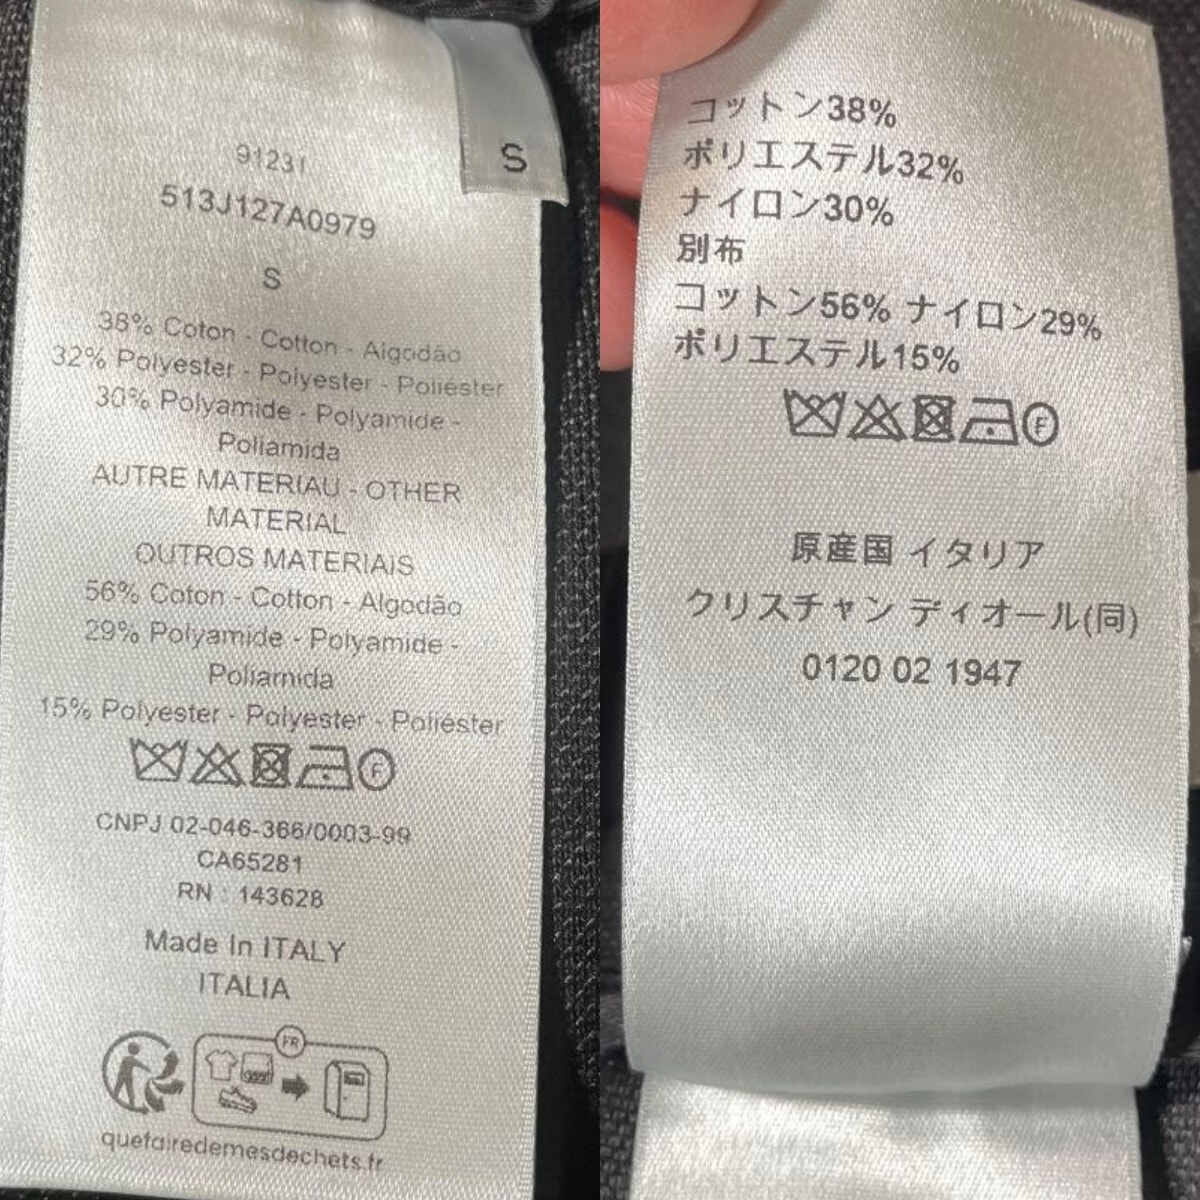 S
91231
513J127A0979
S
38% Coton - Cotton - Algodão
32% Polyester - Polyester - Poliéster
30% Polyamide - Polyamide -
Poliamida
AUTRE MATERIAU - OTHER
MATERIAL
OUTROS MATERIAIS
56% Coton - Cotton - Algodão
29% Polyamide - Polyamide -
Poliamida
15% Polyester - Polyester - Poliéster
F
CNPJ 02-046-366/0003-99
CA65281
RN : 143628
Made In ITALY
ITALIA
FR
quefairedemesdechets.fr
コットン38%
ポリエステル32%
ナイロン30%
別布
コットン56% ナイロン29%
ポリエステル15%
F
原産国 イタリア
クリスチャン ディオール(同)
0120 02 1947